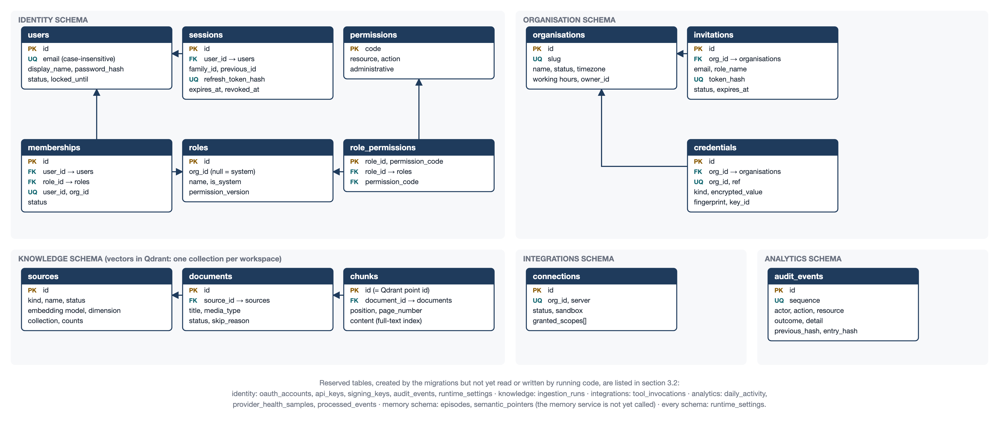 IDENTITY SCHEMA
users
PK id
UQ email (case-insensitive)
display_name, password_hash
status, locked_until
sessions
PK id
FK user_id → users
family_id, previous_id
UQ refresh_token_hash
expires_at, revoked_at
permissions
PK code
resource, action
administrative
memberships
PK id
FK user_id → users
FK role_id → roles
UQ user_id, org_id
status
roles
PK id
org_id (null = system)
name, is_system
permission_version
role_permissions
PK role_id, permission_code
FK role_id → roles
FK permission_code
ORGANISATION SCHEMA
organisations
PK id
UQ slug
name, status, timezone
working hours, owner_id
invitations
PK id
FK org_id → organisations
email, role_name
UQ token_hash
status, expires_at
credentials
PK id
FK org_id → organisations
UQ org_id, ref
kind, encrypted_value
fingerprint, key_id
KNOWLEDGE SCHEMA (vectors in Qdrant: one collection per workspace)
sources
PK id
kind, name, status
embedding model, dimension
collection, counts
documents
PK id
FK source_id → sources
title, media_type
status, skip_reason
chunks
PK id (= Qdrant point id)
FK document_id → documents
position, page_number
content (full-text index)
INTEGRATIONS SCHEMA
connections
PK id
UQ org_id, server
status, sandbox
granted_scopes[]
ANALYTICS SCHEMA
audit_events
PK id
UQ sequence
actor, action, resource
outcome, detail
previous_hash, entry_hash
Reserved tables, created by the migrations but not yet read or written by running code, are listed in section 3.2:
identity: oauth_accounts, api_keys, signing_keys, audit_events, runtime_settings · knowledge: ingestion_runs · integrations: tool_invocations · analytics: daily_activity,
provider_health_samples, processed_events · memory schema: episodes, semantic_pointers (the memory service is not yet called) · every schema: runtime_settings.